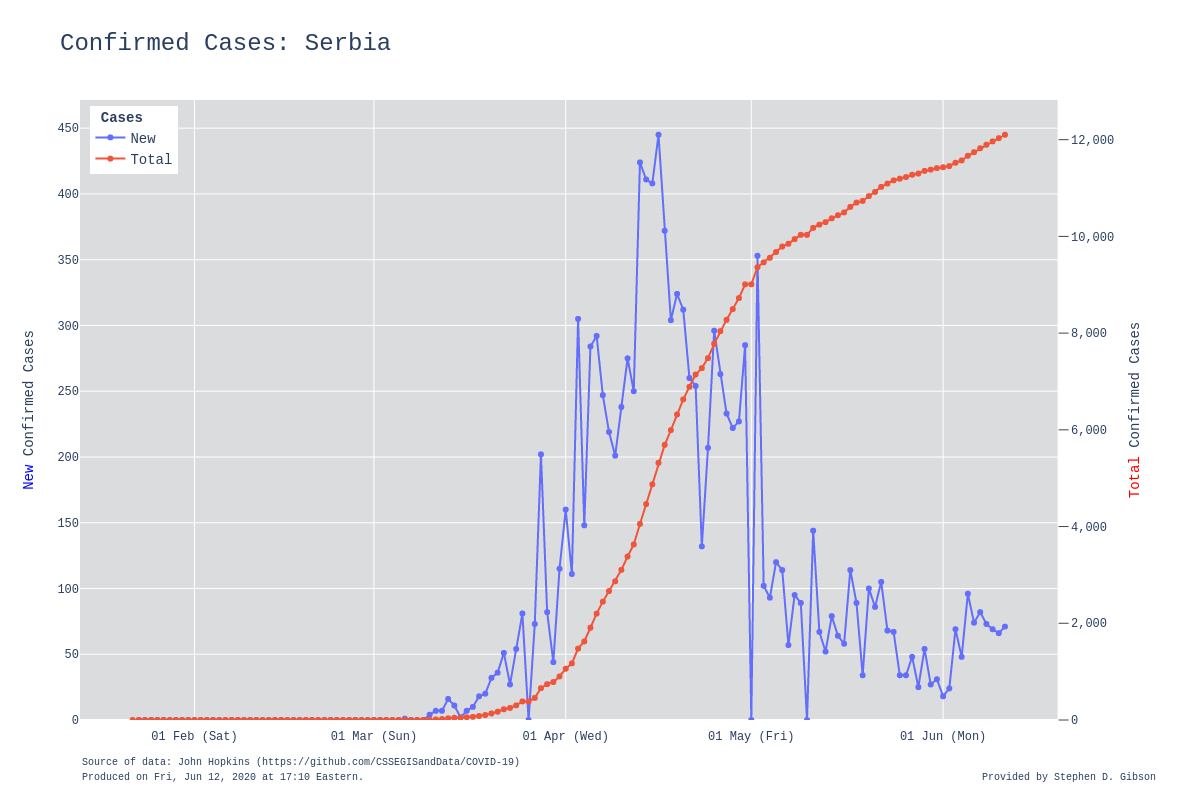 Confirmed Cases: Serbia
Cases
New
Total
450
400
350
300
250
200
150
100
50
0
12,000
10,000
8,000
6,000
4,000
2,000
0
New Confirmed Cases
Total Confirmed Cases
01 Feb (Sat)
01 Mar (Sun)
01 Apr (Wed)
01 May (Fri)
01 Jun (Mon)
Source of data: John Hopkins (https://github.com/CSSEGISandData/COVID-19)
Produced on Fri, Jun 12, 2020 at 17:10 Eastern.
Provided by Stephen D. Gibson